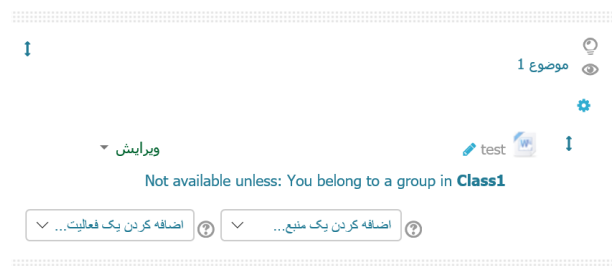 موضوع 1
test
ویرایش
Not available unless: You belong to a group in Class1
اضافه کردن یک منبع...
اضافه کردن یک فعالیت...